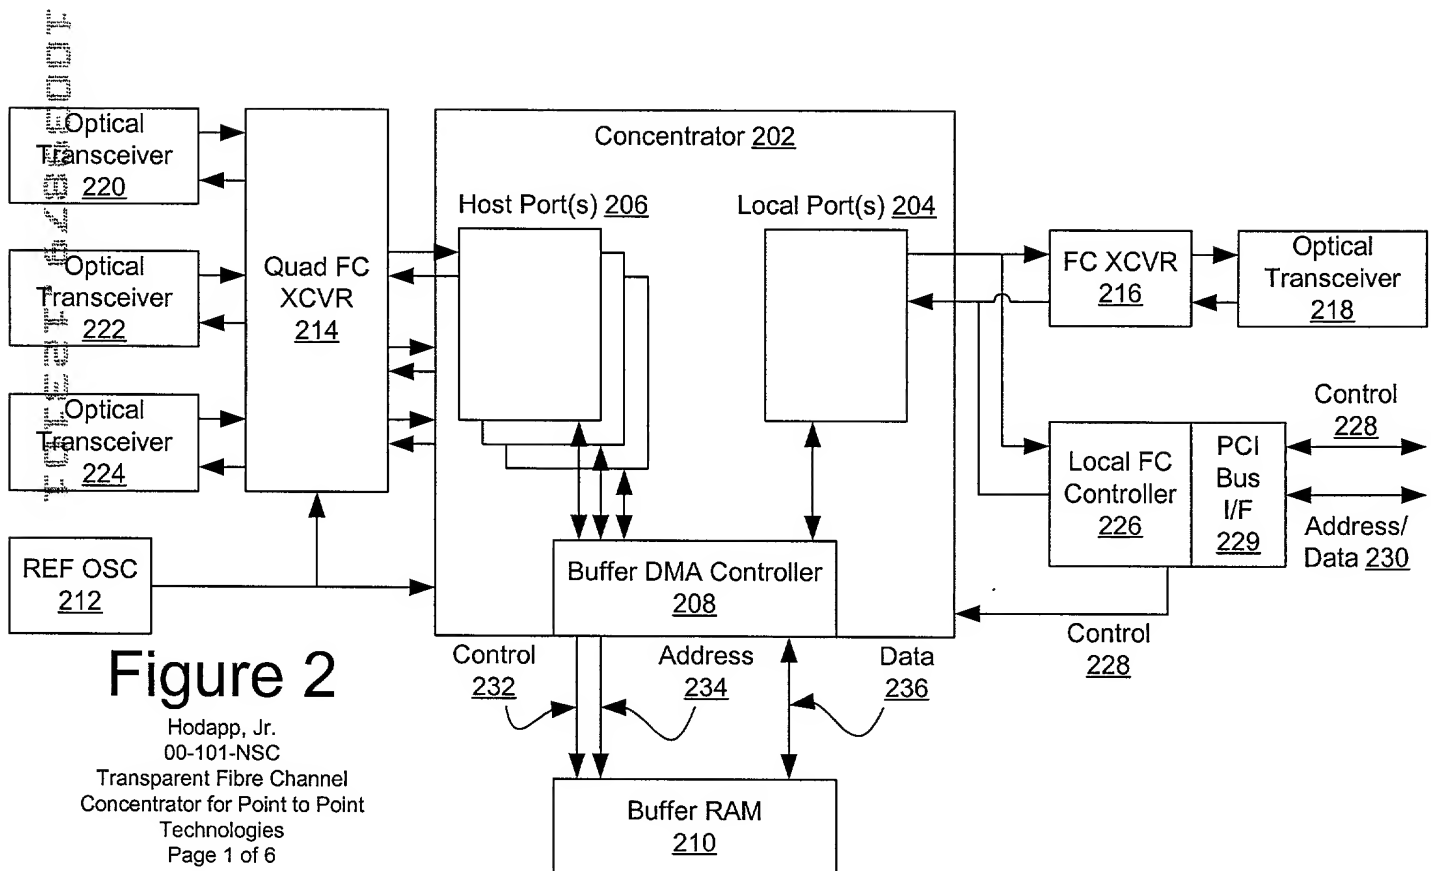 Optical
Transceiver
220
Optical
Transceiver
222
Optical
Transceiver
224
REF OSC
212
Quad FC
XCVR
214
Concentrator 202
Host Port(s) 206
Local Port(s) 204
Buffer DMA Controller
208
FC XCVR
216
Optical
Transceiver
218
Local FC
Controller
226
PCI
Bus
I/F
229
Control
228
Address/
Data 230
Control
228
Control
232
Address
234
Data
236
Buffer RAM
210
Figure 2
Hodapp, Jr.
00-101-NSC
Transparent Fibre Channel
Concentrator for Point to Point
Technologies
Page 1 of 6